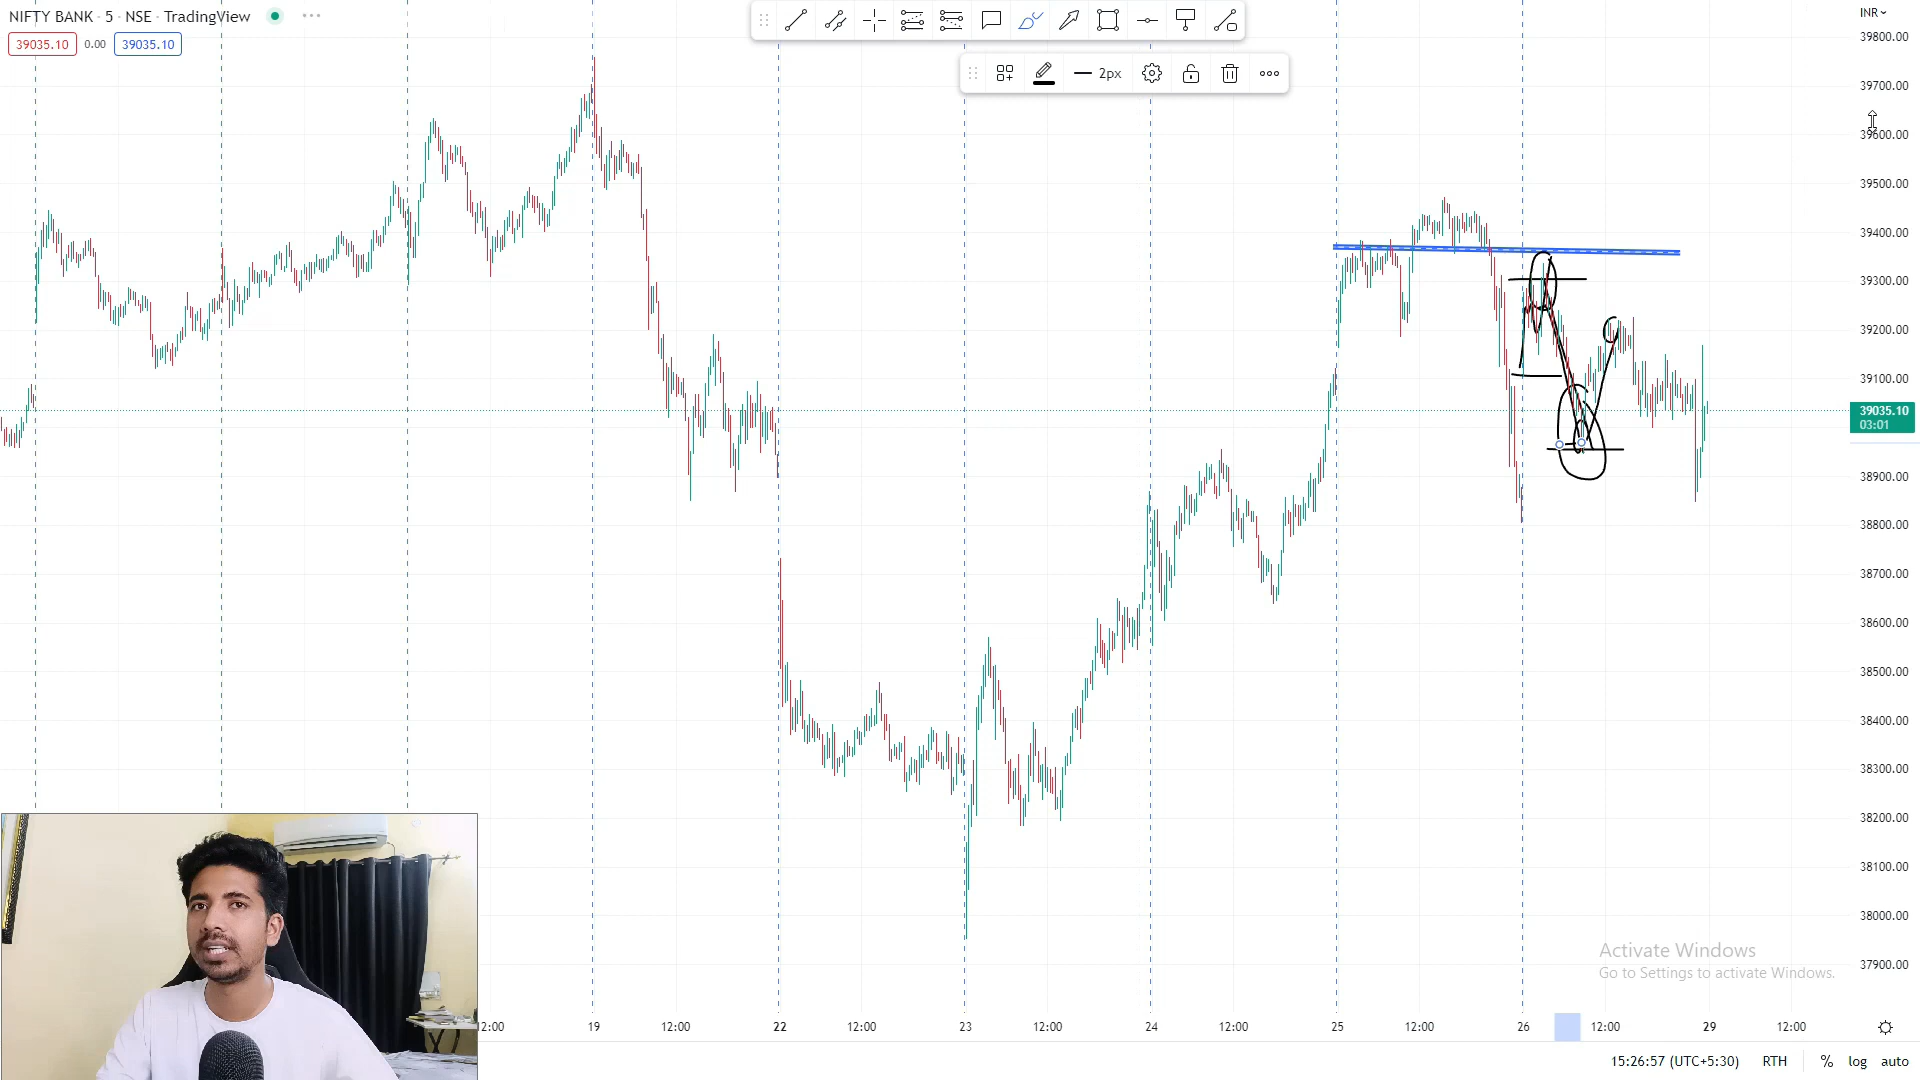 NIFTY BANK · 5 · NSE · TradingView
INR
39035.10 0.00 39035.10
2px
39800.00
39700.00
39600.00
39500.00
39400.00
39300.00
39200.00
39100.00
39035.10
03:01
38900.00
38800.00
38700.00
38600.00
38500.00
38400.00
38300.00
38200.00
38100.00
38000.00
37900.00
Activate Windows
Go to Settings to activate Windows.
12:00 19 12:00 22 12:00 23 12:00 24 12:00 25 12:00 26 12:00 29 12:00
15:26:57 (UTC+5:30) RTH % log auto